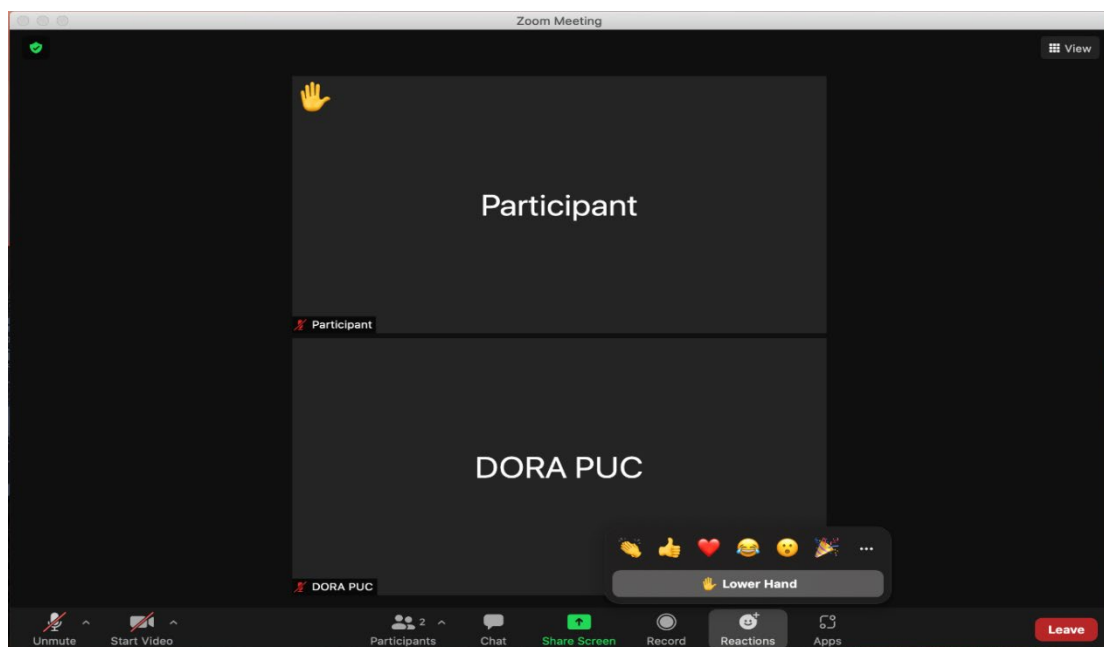 Zoom Meeting
View
Participant
Participant
DORA PUC
DORA PUC
Lower Hand
Unmute
Start Video
2
Participants
Chat
Share Screen
Record
Reactions
Apps
Leave